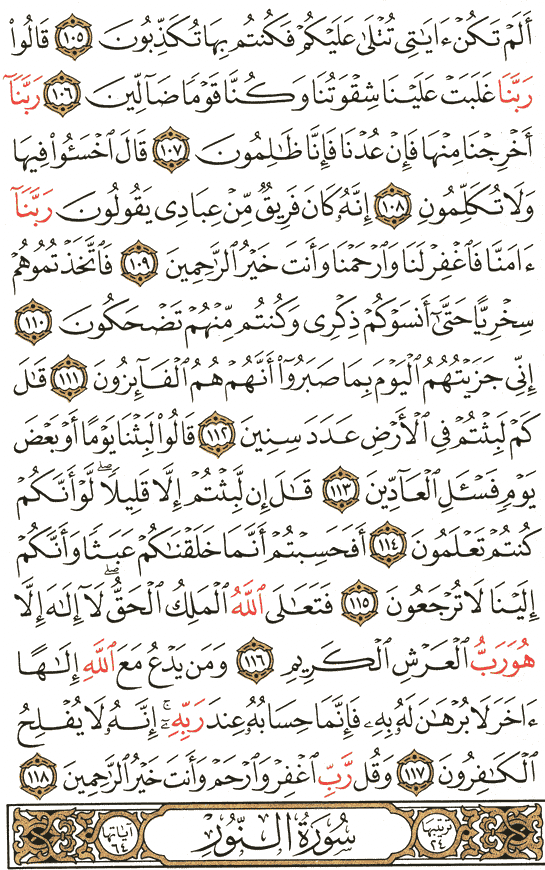 أَلَمْ تَكُنْ ءَايَٰتِى تُتْلَىٰ عَلَيْكُمْ فَكُنتُم بِهَا تُكَذِّبُونَ ١٠٥ قَالُوا۟
رَبَّنَا غَلَبَتْ عَلَيْنَا شِقْوَتُنَا وَكُنَّا قَوْمًا ضَآلِّينَ ١٠٦ رَبَّنَآ
أَخْرِجْنَا مِنْهَا فَإِنْ عُدْنَا فَإِنَّا ظَٰلِمُونَ ١٠٧ قَالَ ٱخْسَـُٔوا۟ فِيهَا
وَلَا تُكَلِّمُونِ ١٠٨ إِنَّهُۥ كَانَ فَرِيقٌ مِّنْ عِبَادِى يَقُولُونَ رَبَّنَآ
ءَامَنَّا فَٱغْفِرْ لَنَا وَٱرْحَمْنَا وَأَنتَ خَيْرُ ٱلرَّٰحِمِينَ ١٠٩ فَٱتَّخَذْتُمُوهُمْ
سِخْرِيًّا حَتَّىٰٓ أَنسَوْكُمْ ذِكْرِى وَكُنتُم مِّنْهُمْ تَضْحَكُونَ ١١٠
إِنِّى جَزَيْتُهُمُ ٱلْيَوْمَ بِمَا صَبَرُوٓا۟ أَنَّهُمْ هُمُ ٱلْفَآئِزُونَ ١١١ قَٰلَ
كَمْ لَبِثْتُمْ فِى ٱلْأَرْضِ عَدَدَ سِنِينَ ١١٢ قَالُوا۟ لَبِثْنَا يَوْمًا أَوْ بَعْضَ
يَوْمٍ فَسْـَٔلِ ٱلْعَآدِّينَ ١١٣ قَٰلَ إِن لَّبِثْتُمْ إِلَّا قَلِيلًا ۖ لَّوْ أَنَّكُمْ
كُنتُمْ تَعْلَمُونَ ١١٤ أَفَحَسِبْتُمْ أَنَّمَا خَلَقْنَٰكُمْ عَبَثًا وَأَنَّكُمْ
إِلَيْنَا لَا تُرْجَعُونَ ١١٥ فَتَعَٰلَى ٱللَّهُ ٱلْمَلِكُ ٱلْحَقُّ ۖ لَآ إِلَٰهَ إِلَّا
هُوَ رَبُّ ٱلْعَرْشِ ٱلْكَرِيمِ ١١٦ وَمَن يَدْعُ مَعَ ٱللَّهِ إِلَٰهًا
ءَاخَرَ لَا بُرْهَٰنَ لَهُۥ بِهِۦ فَإِنَّمَا حِسَابُهُۥ عِندَ رَبِّهِۦٓ ۚ إِنَّهُۥ لَا يُفْلِحُ
ٱلْكَٰفِرُونَ ١١٧ وَقُل رَّبِّ ٱغْفِرْ وَٱرْحَمْ وَأَنتَ خَيْرُ ٱلرَّٰحِمِينَ ١١٨
ترتيبها ٢٤ سُورَةُ النُّورِ آياتها ٦٤